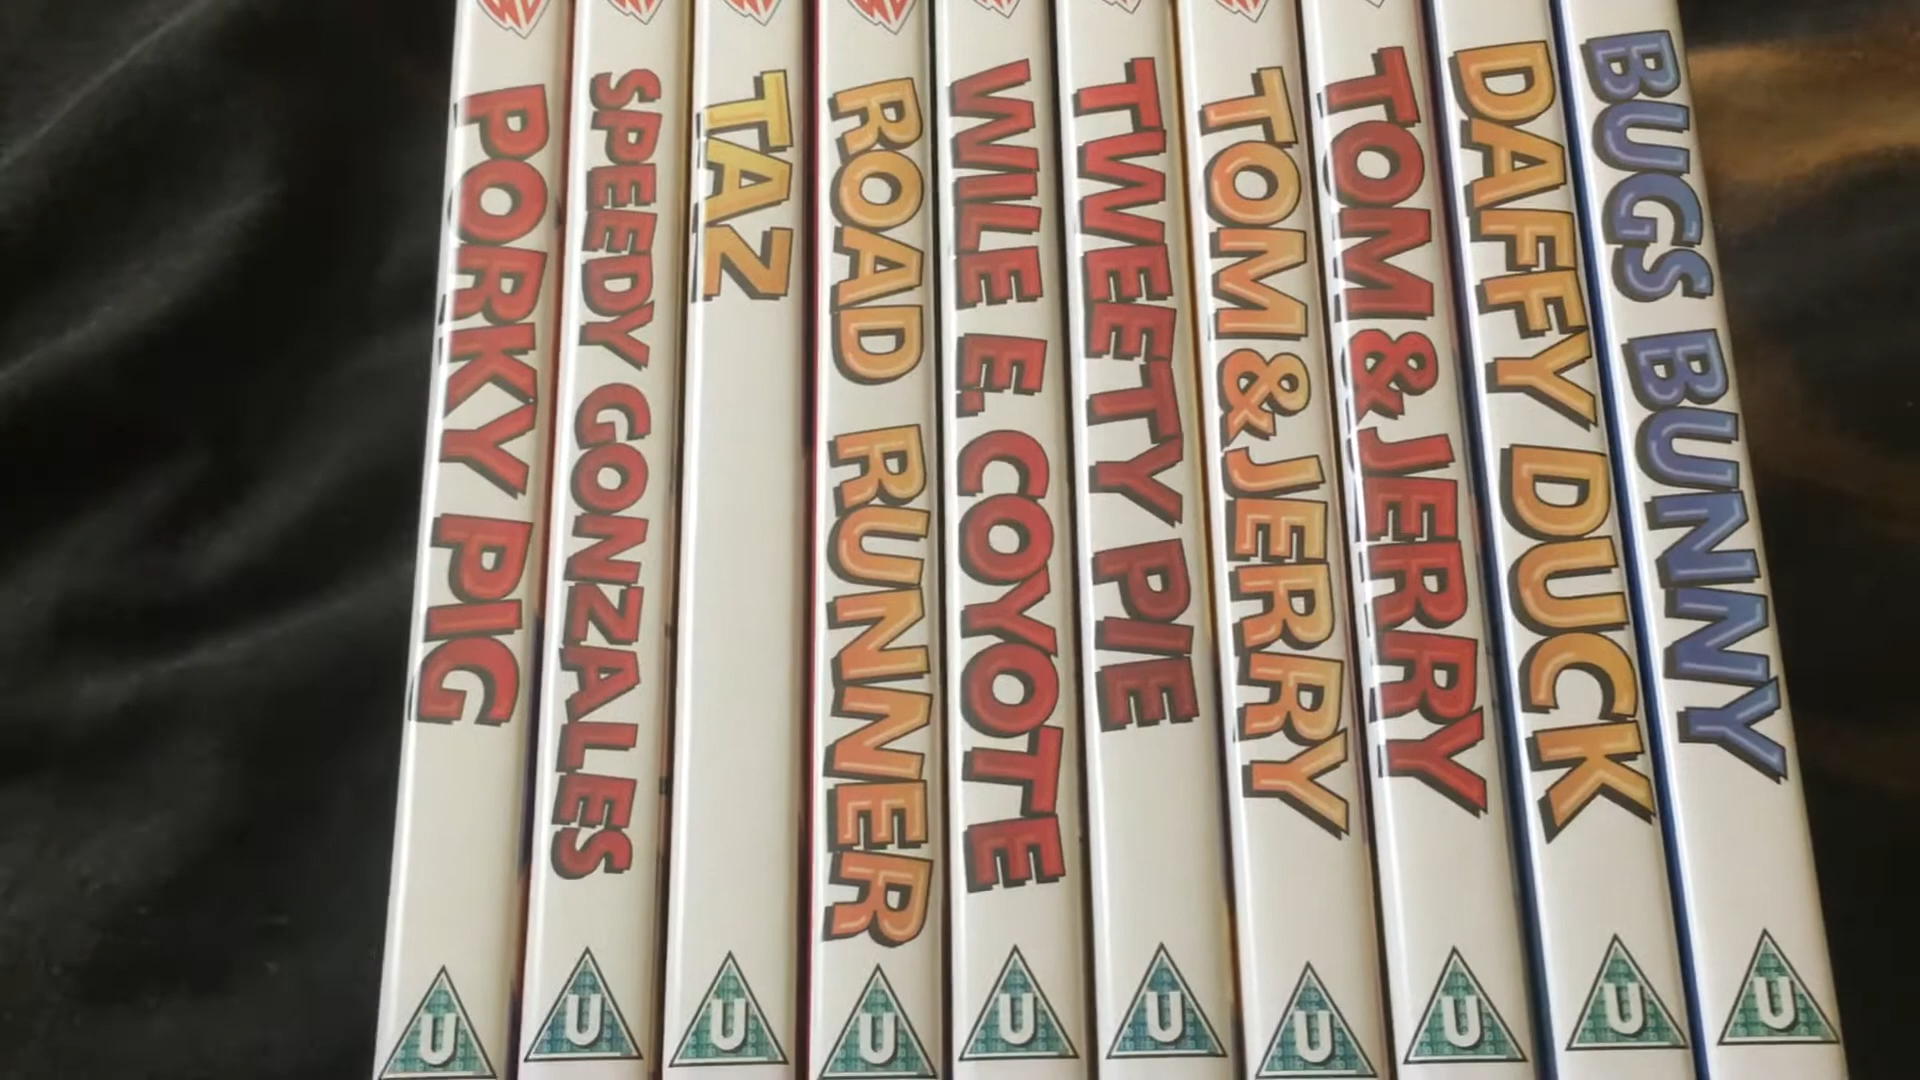 PORKY PIG
SPEEDY GONZALES
TAZ
ROAD RUNNER
WILE E. COYOTE
TWEETY PIE
TOM & JERRY
TOM & JERRY
DAFFY DUCK
BUGS BUNNY
U
U
U
U
U
U
U
U
U
U